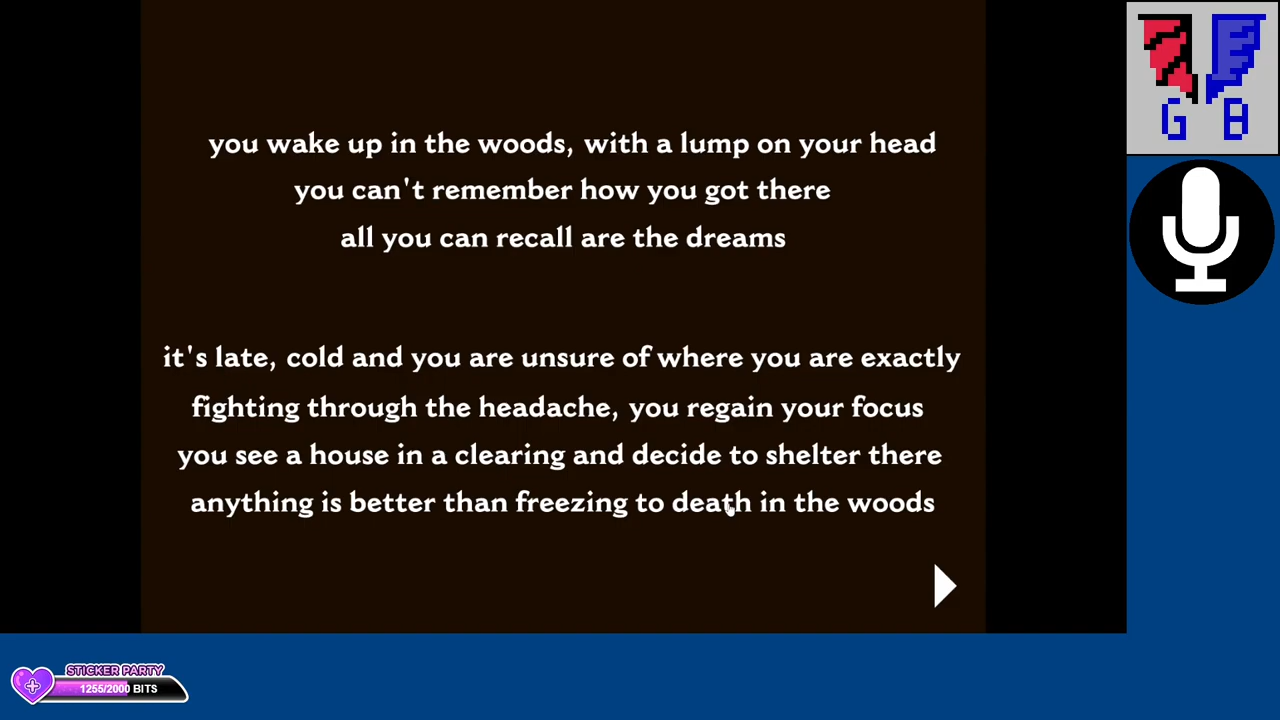 you wake up in the woods, with a lump on your head
you can't remember how you got there
all you can recall are the dreams
it's late, cold and you are unsure of where you are exactly
fighting through the headache, you regain your focus
you see a house in a clearing and decide to shelter there
anything is better than freezing to death in the woods
G B
STICKER PARTY
1255/2000 BITS